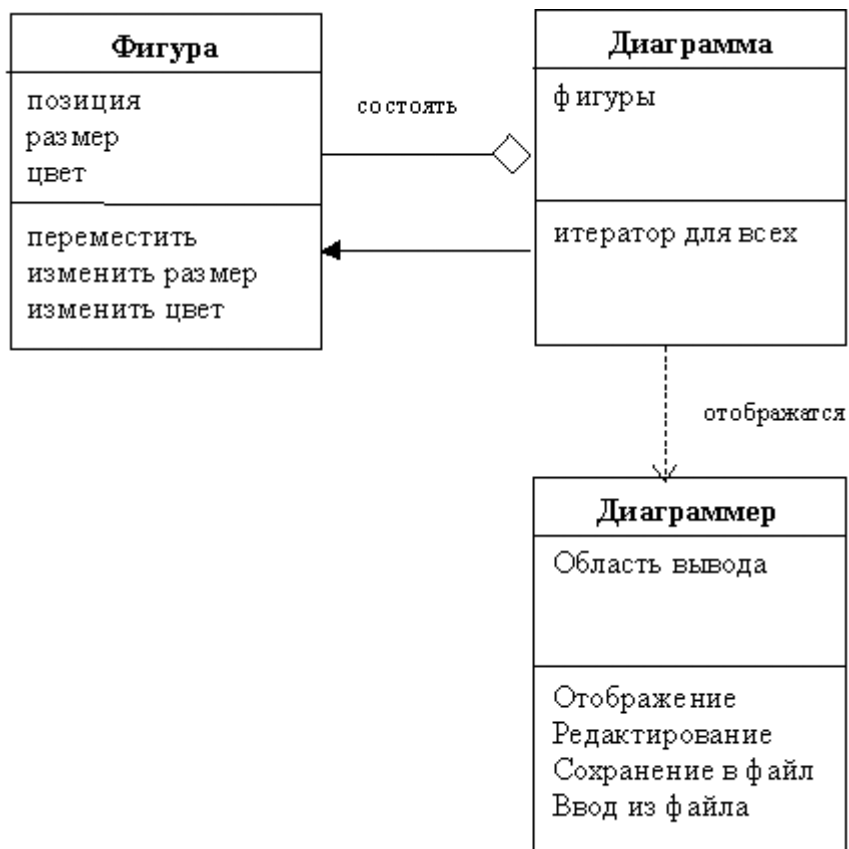 Фигура
позиция
размер
цвет
переместить
изменить размер
изменить цвет
состоять
Диаграмма
фигуры
итератор для всех
отображатся
Диаграммер
Область вывода
Отображение
Редактирование
Сохранение в файл
Ввод из файла